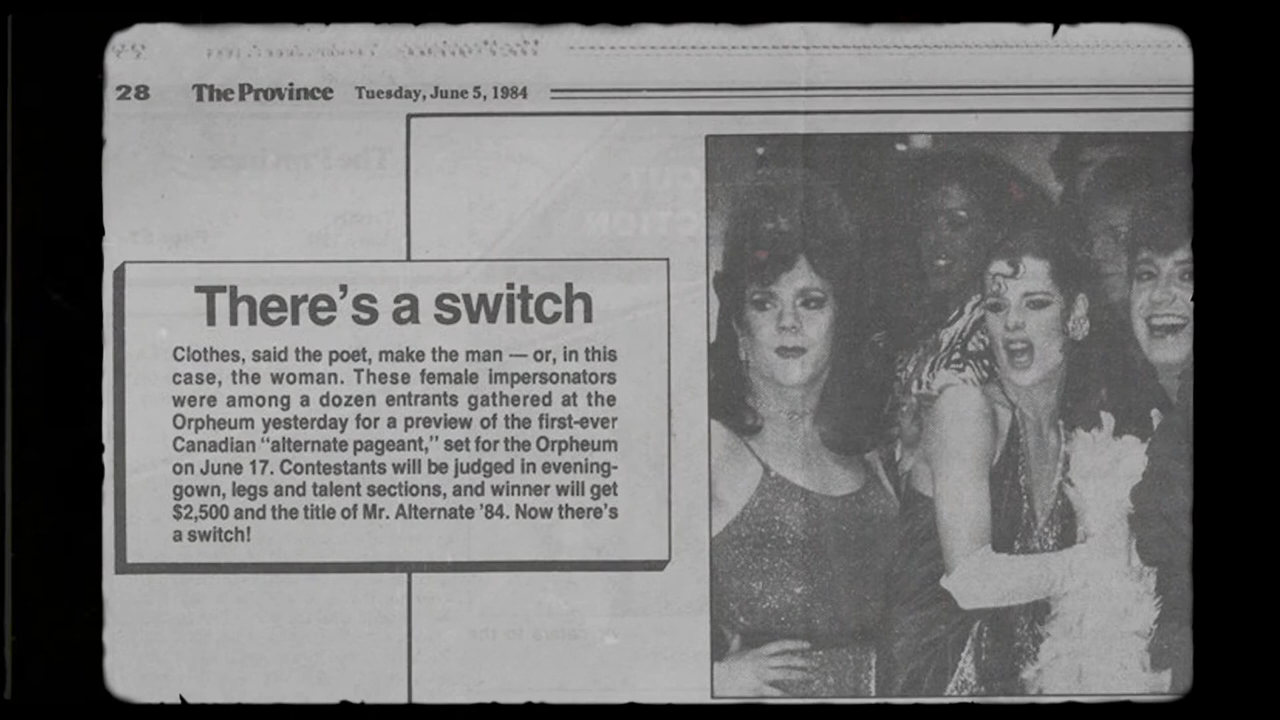 28 The Province Tuesday, June 5, 1984
There's a switch
Clothes, said the poet, make the man — or, in this
case, the woman. These female impersonators
were among a dozen entrants gathered at the
Orpheum yesterday for a preview of the first-ever
Canadian “alternate pageant,” set for the Orpheum
on June 17. Contestants will be judged in evening-
gown, legs and talent sections, and winner will get
$2,500 and the title of Mr. Alternate ’84. Now there’s
a switch!